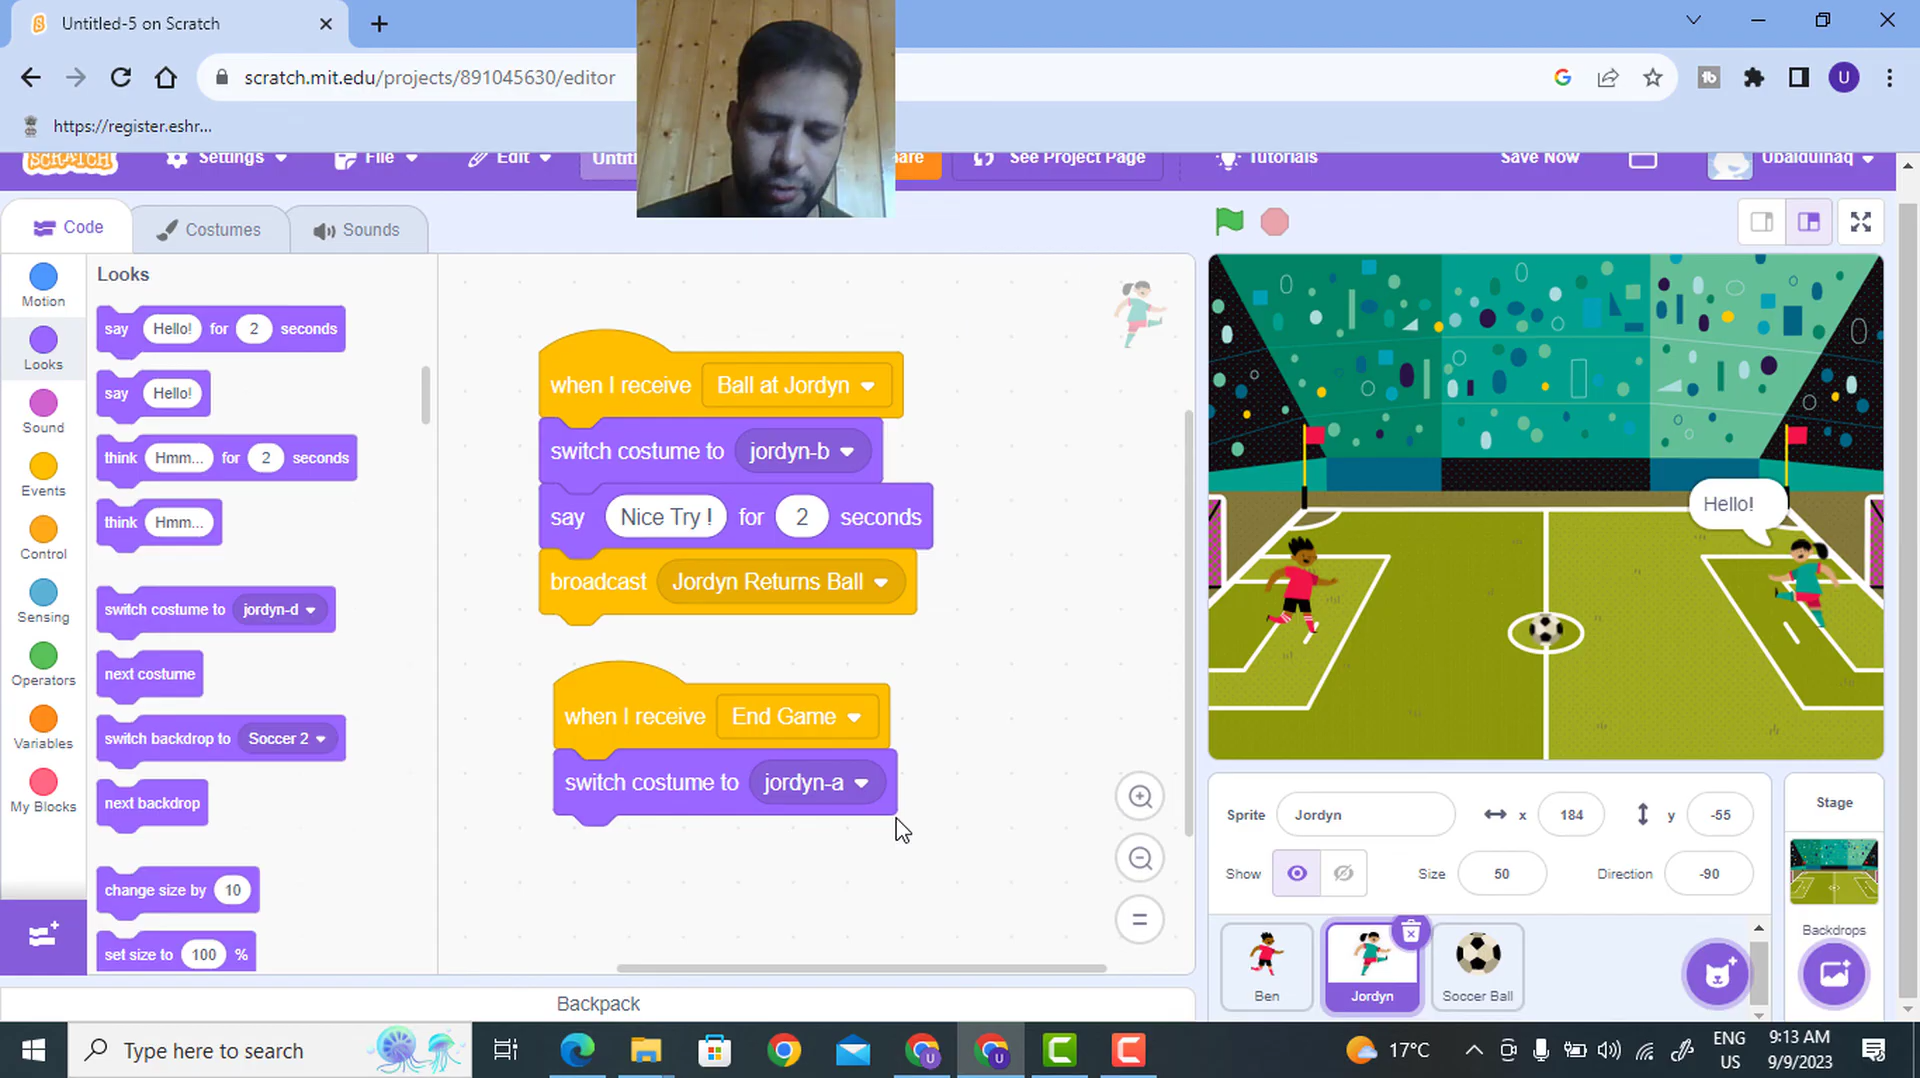 Untitled-5 on Scratch
scratch.mit.edu/projects/891045630/editor
https://register.eshr...
SCRATCH
Settings
File
Edit
See Project Page
Tutorials
Save Now
Code
Costumes
Sounds
Motion
Looks
Sound
Events
Control
Sensing
Operators
Variables
My Blocks
Looks
say Hello! for 2 seconds
say Hello!
think Hmm... for 2 seconds
think Hmm...
switch costume to jordyn-d
next costume
switch backdrop to Soccer 2
next backdrop
change size by 10
set size to 100 %
when I receive Ball at Jordyn
switch costume to jordyn-b
say Nice Try ! for 2 seconds
broadcast Jordyn Returns Ball
when I receive End Game
switch costume to jordyn-a
Hello!
Sprite Jordyn x 184 y -55
Show Size 50 Direction -90
Ben
Jordyn
Soccer Ball
Stage
Backdrops
Backpack
Type here to search
17°C
ENG
US
9:13 AM
9/9/2023